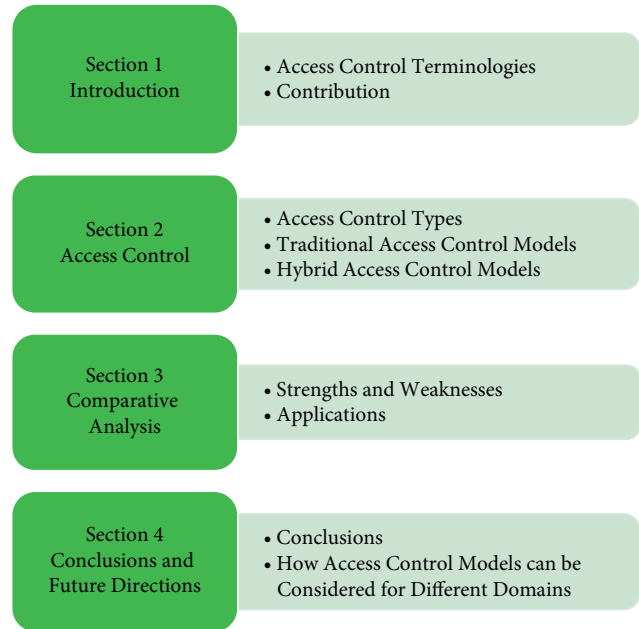 Section 1
Introduction
• Access Control Terminologies
• Contribution
Section 2
Access Control
• Access Control Types
• Traditional Access Control Models
• Hybrid Access Control Models
Section 3
Comparative
Analysis
• Strengths and Weaknesses
• Applications
Section 4
Conclusions and
Future Directions
• Conclusions
• How Access Control Models can be
Considered for Different Domains